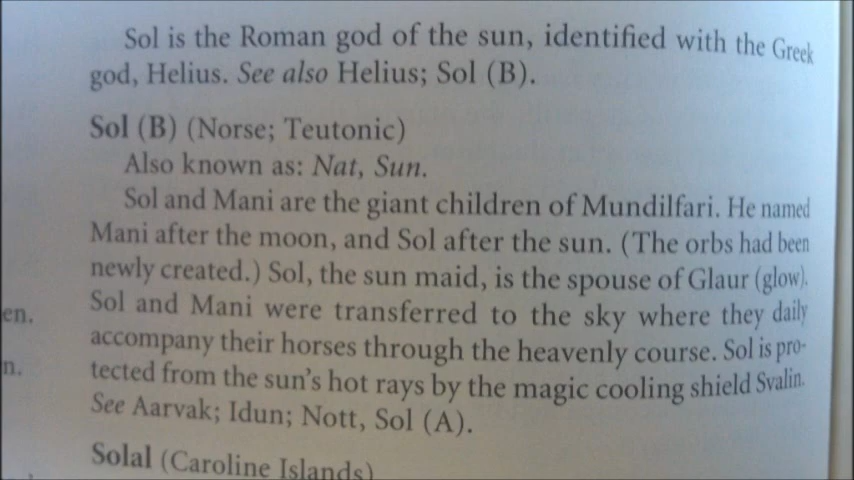 Sol is the Roman god of the sun, identified with the Greek
god, Helius. See also Helius; Sol (B).
Sol (B) (Norse; Teutonic)
Also known as: Nat, Sun.
Sol and Mani are the giant children of Mundilfari. He named
Mani after the moon, and Sol after the sun. (The orbs had been
newly created.) Sol, the sun maid, is the spouse of Glaur (glow).
en.
Sol and Mani were transferred to the sky where they daily
accompany their horses through the heavenly course. Sol is pro-
n.
tected from the sun's hot rays by the magic cooling shield Svalin.
See Aarvak; Idun; Nott, Sol (A).
Solal (Caroline Islands)